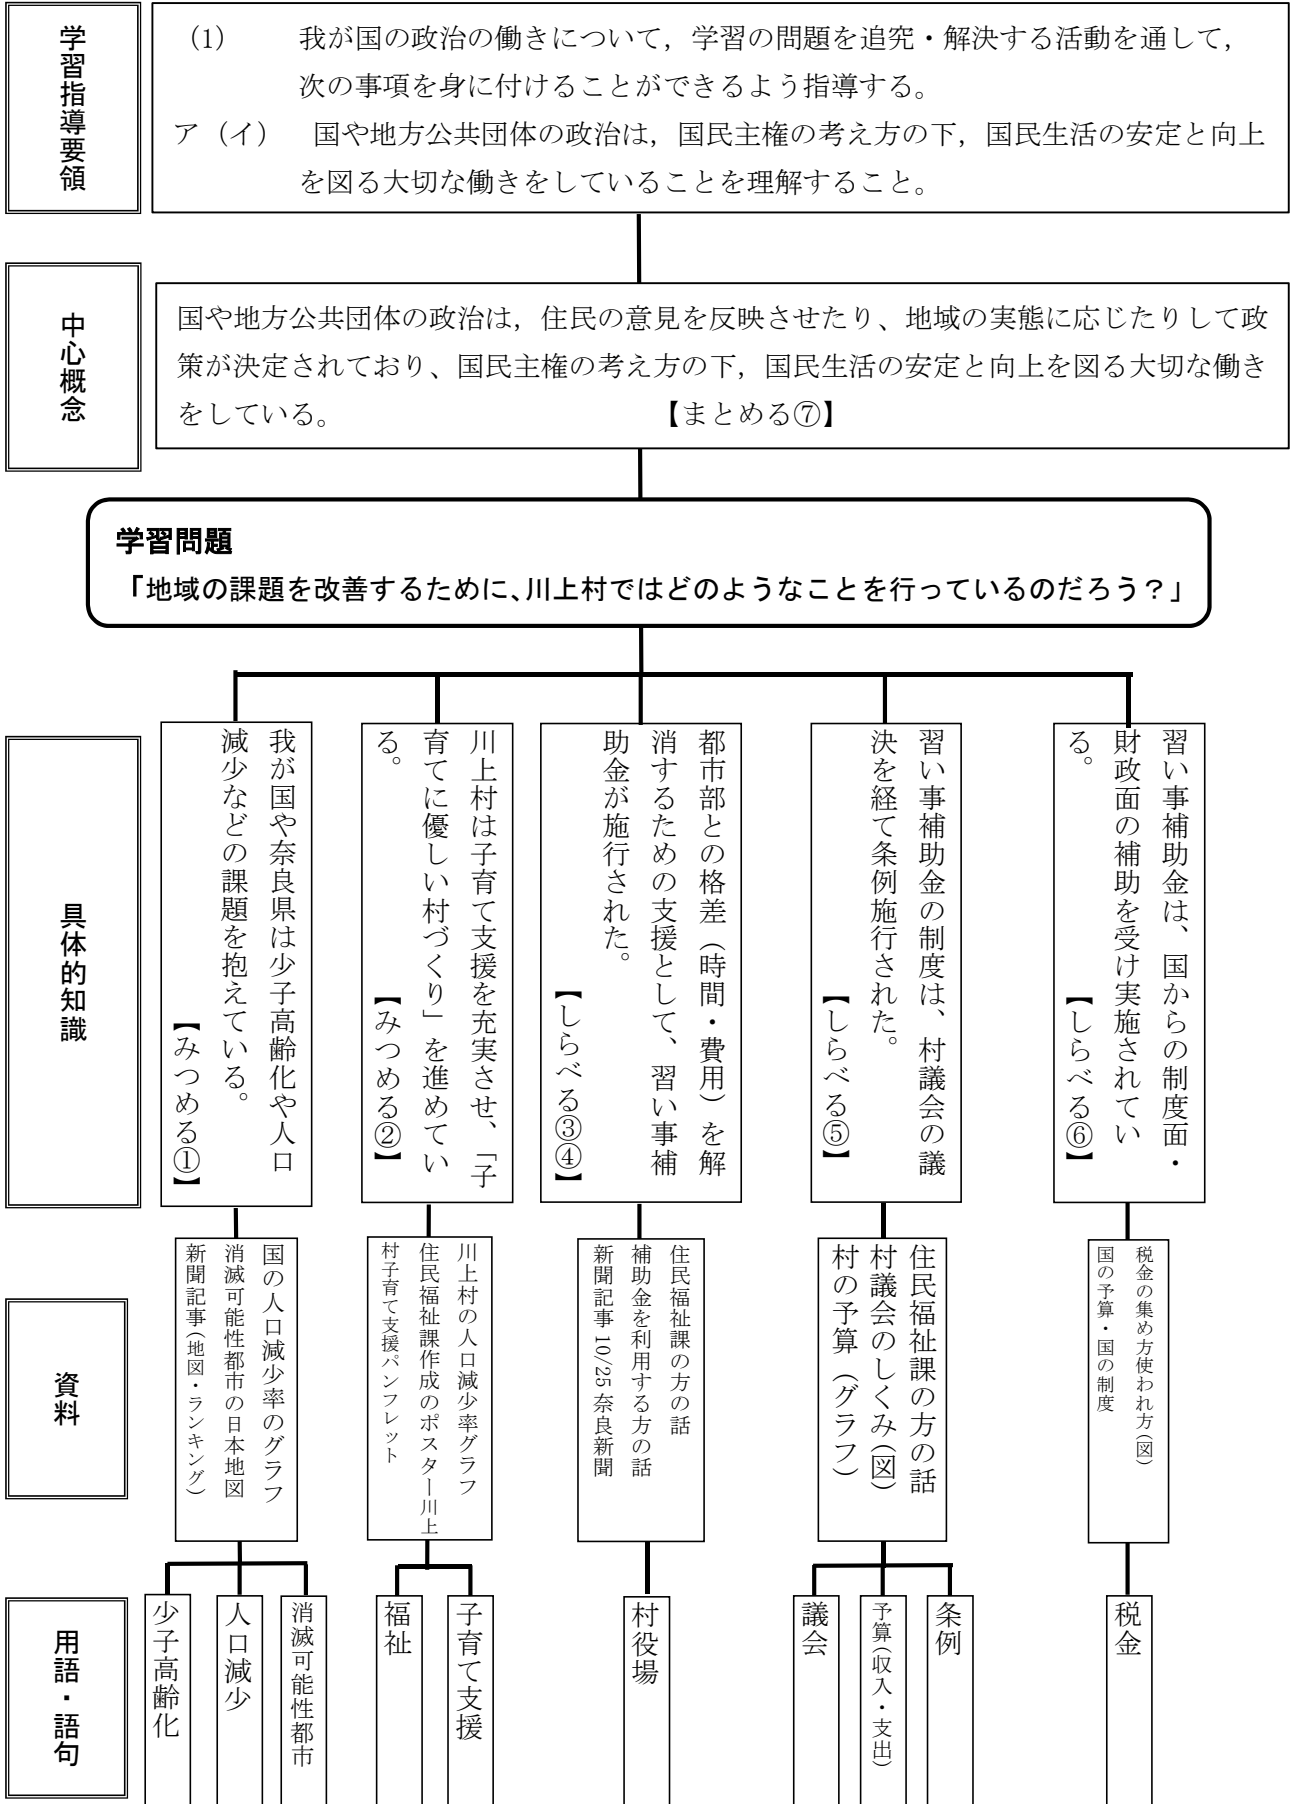 学習指導要領
(1)　我が国の政治の働きについて，学習の問題を追究・解決する活動を通して，
次の事項を身に付けることができるよう指導する。
ア（イ）　国や地方公共団体の政治は，国民主権の考え方の下，国民生活の安定と向上
を図る大切な働きをしていることを理解すること。
中心概念
国や地方公共団体の政治は，住民の意見を反映させたり、地域の実態に応じたりして政
策が決定されており、国民主権の考え方の下，国民生活の安定と向上を図る大切な働き
をしている。　【まとめる⑦】
学習問題
「地域の課題を改善するために、川上村ではどのようなことを行っているのだろう？」
具体的知識
我が国や奈良県は少子高齢化や人口
減少などの課題を抱えている。
【みつめる①】
川上村は子育て支援を充実させ、「子
育てに優しい村づくり」を進めてい
る。
【みつめる②】
都市部との格差（時間・費用）を解
消するための支援として、習い事補
助金が施行された。
【しらべる③④】
習い事補助金の制度は、村議会の議
決を経て条例施行された。
【しらべる⑤】
習い事補助金は、国からの制度面・
財政面の補助を受け実施されてい
る。
【しらべる⑥】
資料
国の人口減少率のグラフ
消滅可能性都市の日本地図
新聞記事（地図・ランキング）
川上村の人口減少率グラフ
住民福祉課作成のポスター川上
村子育て支援パンフレット
住民福祉課の方の話
補助金を利用する方の話
新聞記事 10/25 奈良新聞
住民福祉課の方の話
村議会のしくみ（図）
村の予算（グラフ）
税金の集め方使われ方（図）
国の予算・国の制度
用語・語句
少子高齢化
人口減少
消滅可能性都市
福祉
子育て支援
村役場
議会
予算（収入・支出）
条例
税金